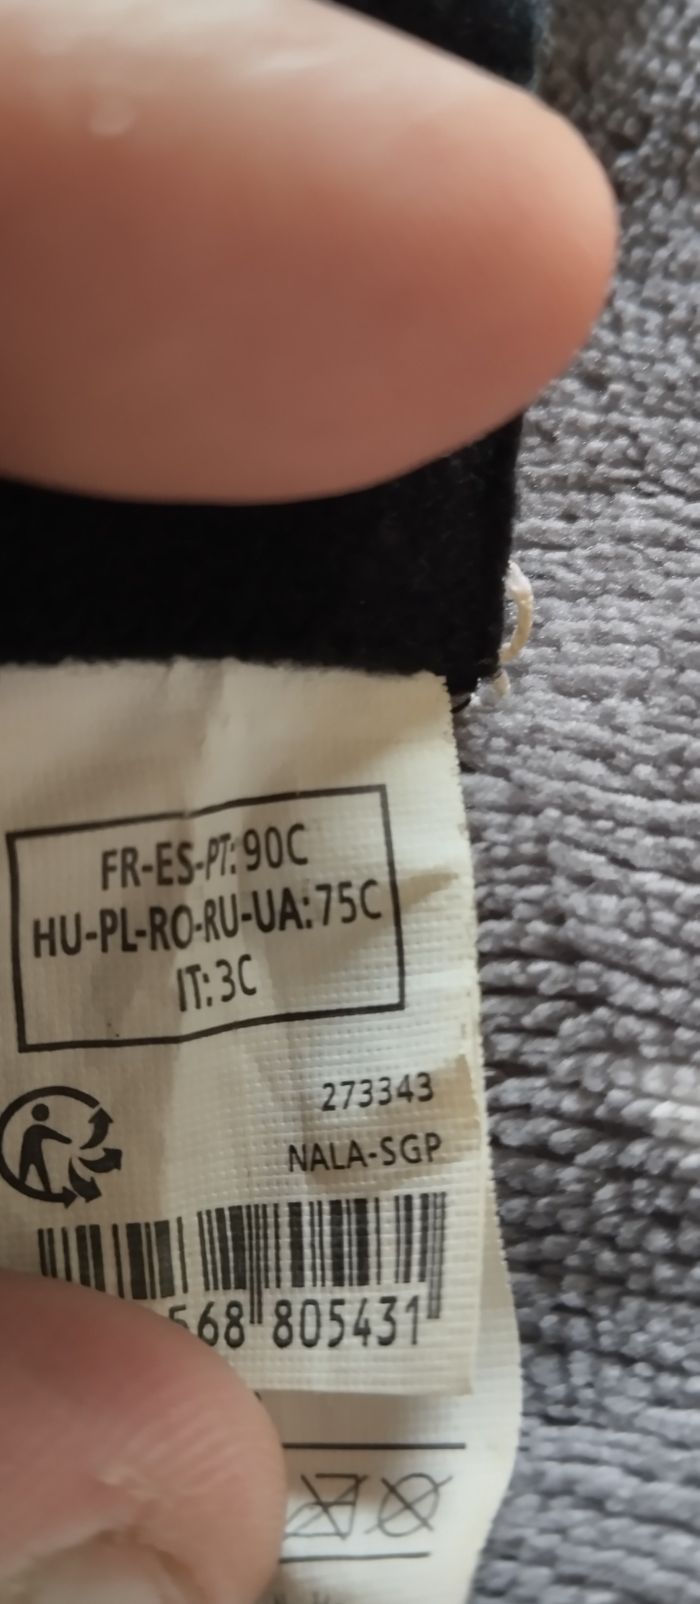 FR-ES-PT: 90C
HU-PL-RO-RU-UA: 75C
IT: 3C
273343
NALA-SGP
568 805431